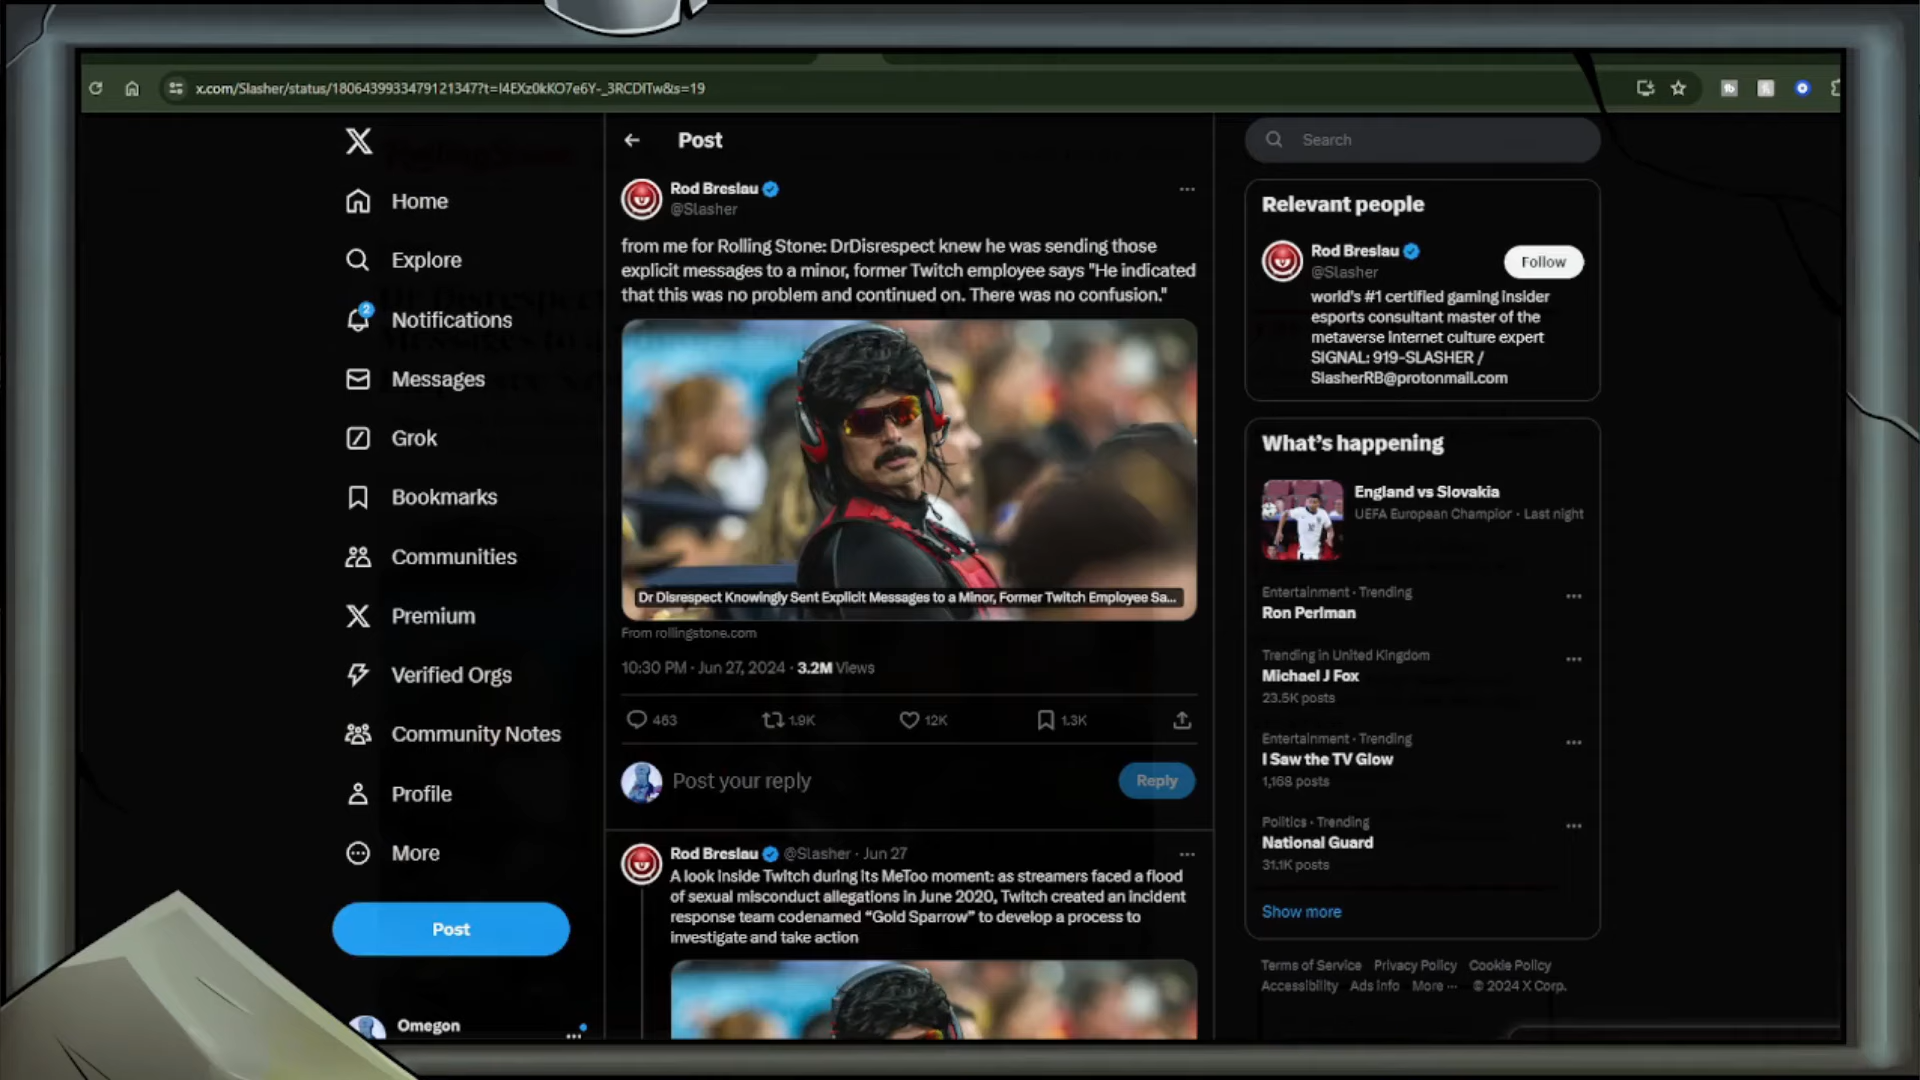 x.com/Slasher/status/1806439933479121347?t=I4EXz0kKO7e6Y-_3RCDITw&s=19
Home
Explore
2
Notifications
Messages
Grok
Bookmarks
Communities
Premium
Verified Orgs
Community Notes
Profile
More
Post
Omegon
Post
Rod Breslau
@Slasher
from me for Rolling Stone: DrDisrespect knew he was sending those
explicit messages to a minor, former Twitch employee says "He indicated
that this was no problem and continued on. There was no confusion."
Dr Disrespect Knowingly Sent Explicit Messages to a Minor, Former Twitch Employee Sa...
From rollingstone.com
10:30 PM · Jun 27, 2024 · 3.2M Views
463 1.9K 12K 1.3K
Post your reply
Reply
Rod Breslau @Slasher · Jun 27
A look inside Twitch during its MeToo moment: as streamers faced a flood
of sexual misconduct allegations in June 2020, Twitch created an incident
response team codenamed “Gold Sparrow” to develop a process to
investigate and take action
Search
Relevant people
Rod Breslau
@Slasher
Follow
world's #1 certified gaming insider
esports consultant master of the
metaverse internet culture expert
SIGNAL: 919-SLASHER /
SlasherRB@protonmail.com
What's happening
England vs Slovakia
UEFA European Champior · Last night
Entertainment · Trending
Ron Perlman
Trending in United Kingdom
Michael J Fox
23.5K posts
Entertainment · Trending
I Saw the TV Glow
1,168 posts
Politics · Trending
National Guard
31.1K posts
Show more
Terms of Service Privacy Policy Cookie Policy
Accessibility Ads info More ··· © 2024 X Corp.